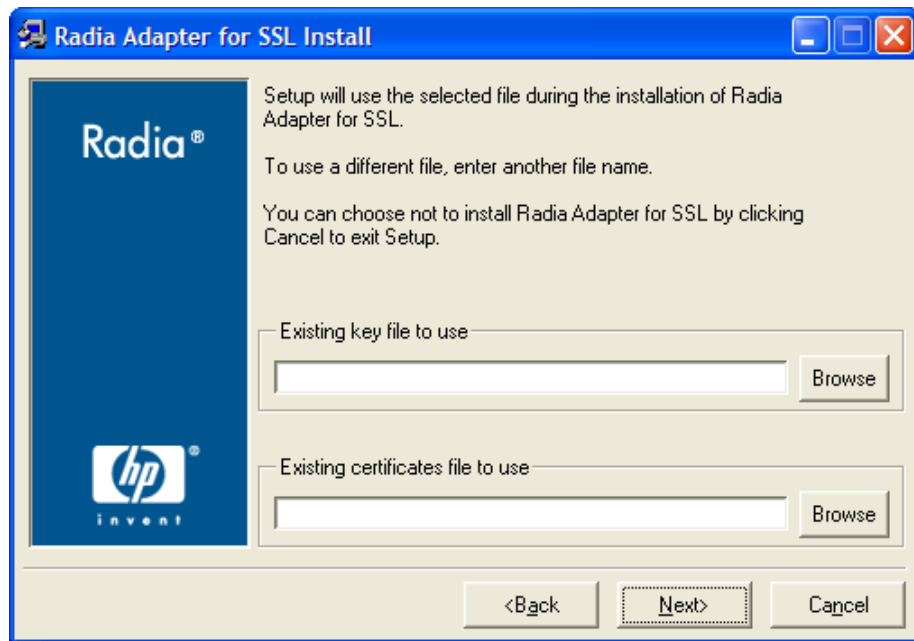 Radia Adapter for SSL Install
Radia®
Setup will use the selected file during the installation of Radia
Adapter for SSL.
To use a different file, enter another file name.
You can choose not to install Radia Adapter for SSL by clicking
Cancel to exit Setup.
Existing key file to use
Browse
hp®
invent
Existing certificates file to use
Browse
<Back
Next>
Cancel